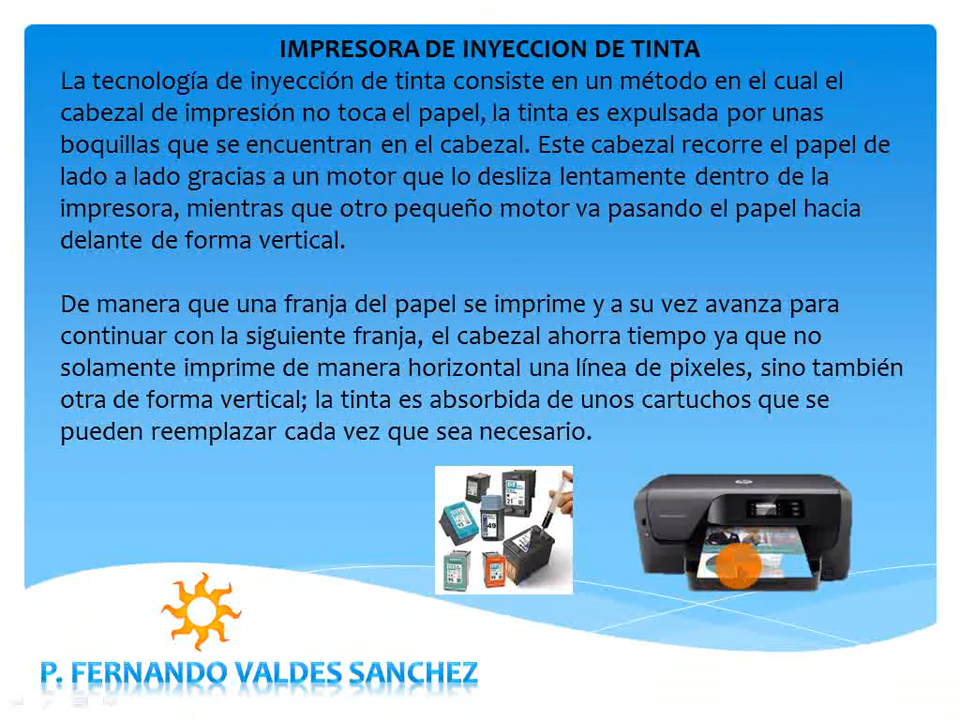 IMPRESORA DE INYECCION DE TINTA
La tecnología de inyección de tinta consiste en un método en el cual el
cabezal de impresión no toca el papel, la tinta es expulsada por unas
boquillas que se encuentran en el cabezal. Este cabezal recorre el papel de
lado a lado gracias a un motor que lo desliza lentamente dentro de la
impresora, mientras que otro pequeño motor va pasando el papel hacia
delante de forma vertical.
De manera que una franja del papel se imprime y a su vez avanza para
continuar con la siguiente franja, el cabezal ahorra tiempo ya que no
solamente imprime de manera horizontal una línea de pixeles, sino también
otra de forma vertical; la tinta es absorbida de unos cartuchos que se
pueden reemplazar cada vez que sea necesario.
21
49
P. FERNANDO VALDES SANCHEZ